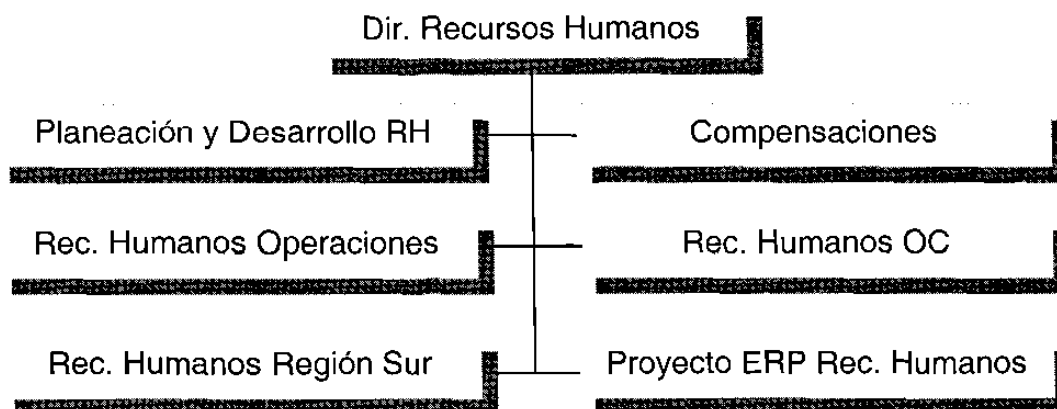 Dir. Recursos Humanos
Planeación y Desarrollo RH
Compensaciones
Rec. Humanos Operaciones
Rec. Humanos OC
Rec. Humanos Región Sur
Proyecto ERP Rec. Humanos